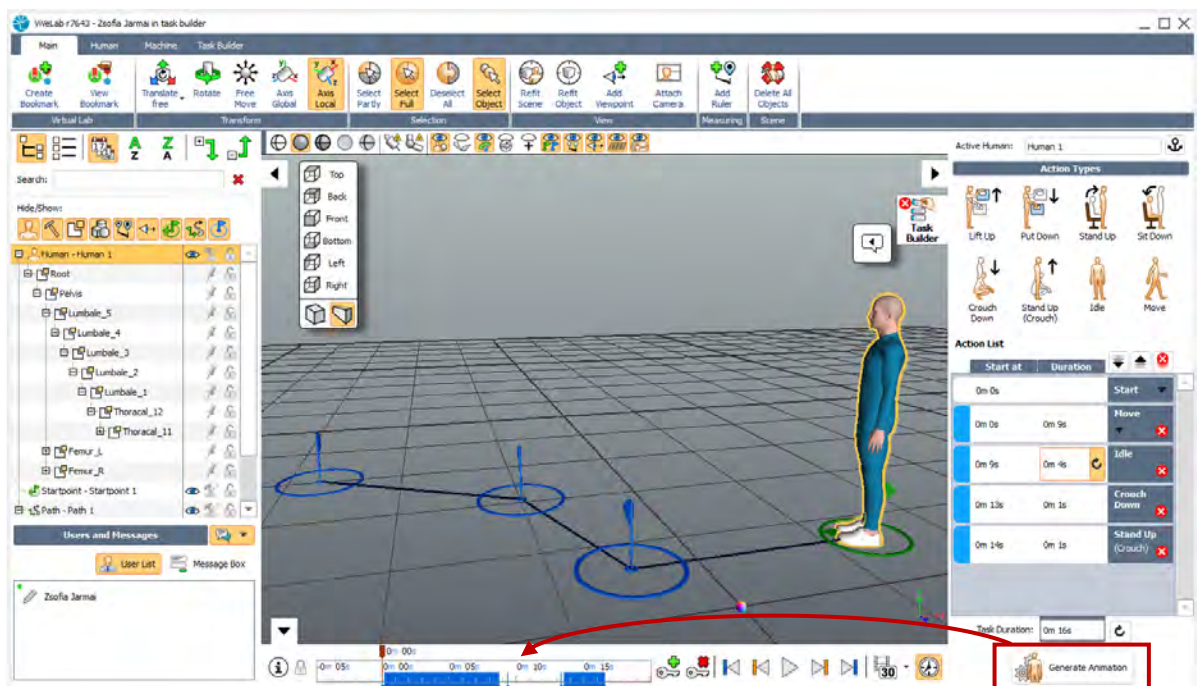 ViveLab r7643 - Zsofia Jarmai in task builder
Main Human Machine Task Builder
Create Bookmark
View Bookmark
Translate free
Rotate
Free Move
Axis Global
Axis Local
Select Partly
Select Full
Deselect All
Select Object
Refit Scene
Refit Object
Add Viewpoint
Attach Camera
Add Ruler
Delete All Objects
Virtual Lab
Transform
Selection
View
Measuring
Scene
Search:
Hide/Show:
Human - Human 1
Root
Pelvis
Lumbale_5
Lumbale_4
Lumbale_3
Lumbale_2
Lumbale_1
Thoracal_12
Thoracal_11
Femur_L
Femur_R
Startpoint - Startpoint 1
Path - Path 1
Users and Messages
User List
Message Box
Zsofia Jarmai
Top
Back
Front
Bottom
Left
Right
Task Builder
Active Human: Human 1
Action Types
Lift Up
Put Down
Stand Up
Sit Down
Crouch Down
Stand Up (Crouch)
Idle
Move
Action List
Start at Duration
0m 0s Start
0m 0s 0m 9s Move
0m 9s 0m 4s Idle
0m 13s 0m 1s Crouch Down
0m 14s 0m 1s Stand Up (Crouch)
Task Duration: 0m 16s
Generate Animation
0m 00s
-0m 05s 0m 00s 0m 05s 0m 10s 0m 15s
30